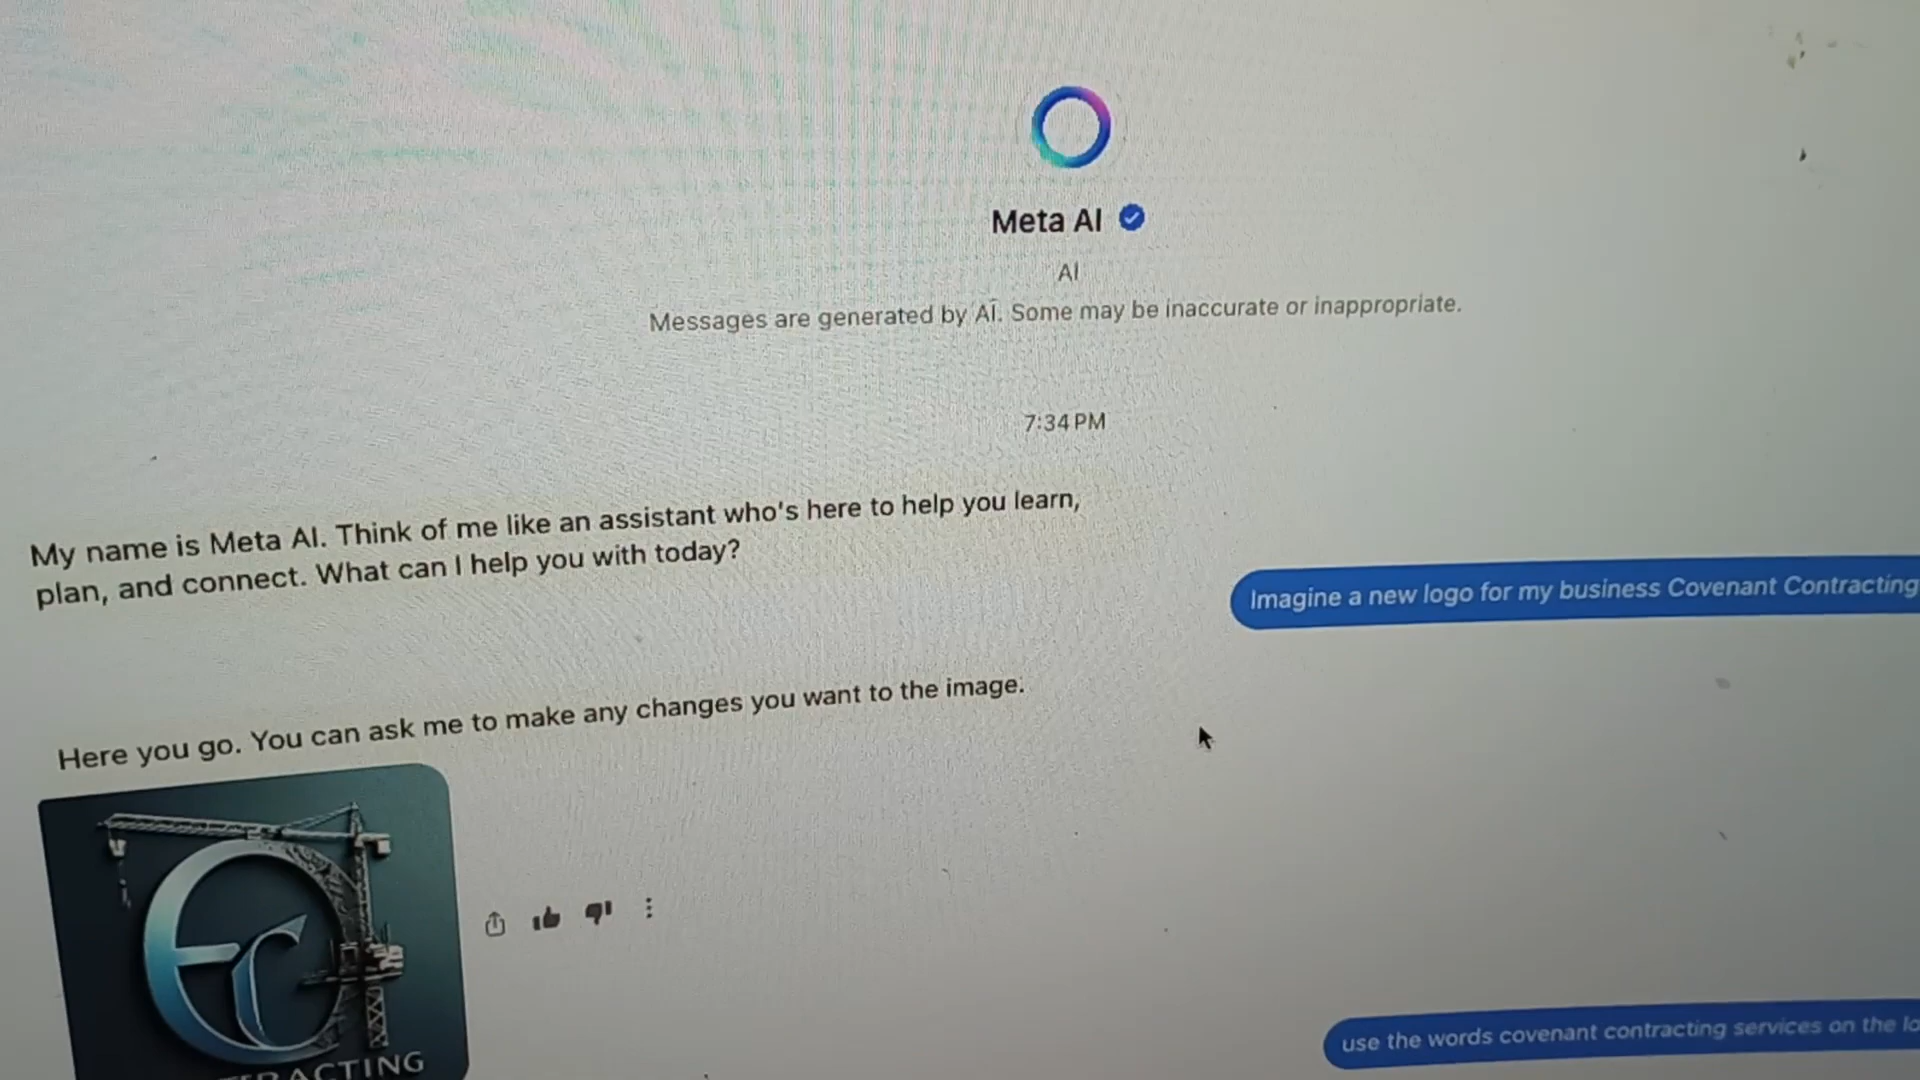 Meta AI
AI
Messages are generated by AI. Some may be inaccurate or inappropriate.
7:34 PM
My name is Meta AI. Think of me like an assistant who's here to help you learn,
plan, and connect. What can I help you with today?
Imagine a new logo for my business Covenant Contracting
Here you go. You can ask me to make any changes you want to the image.
use the words covenant contracting services on the lo